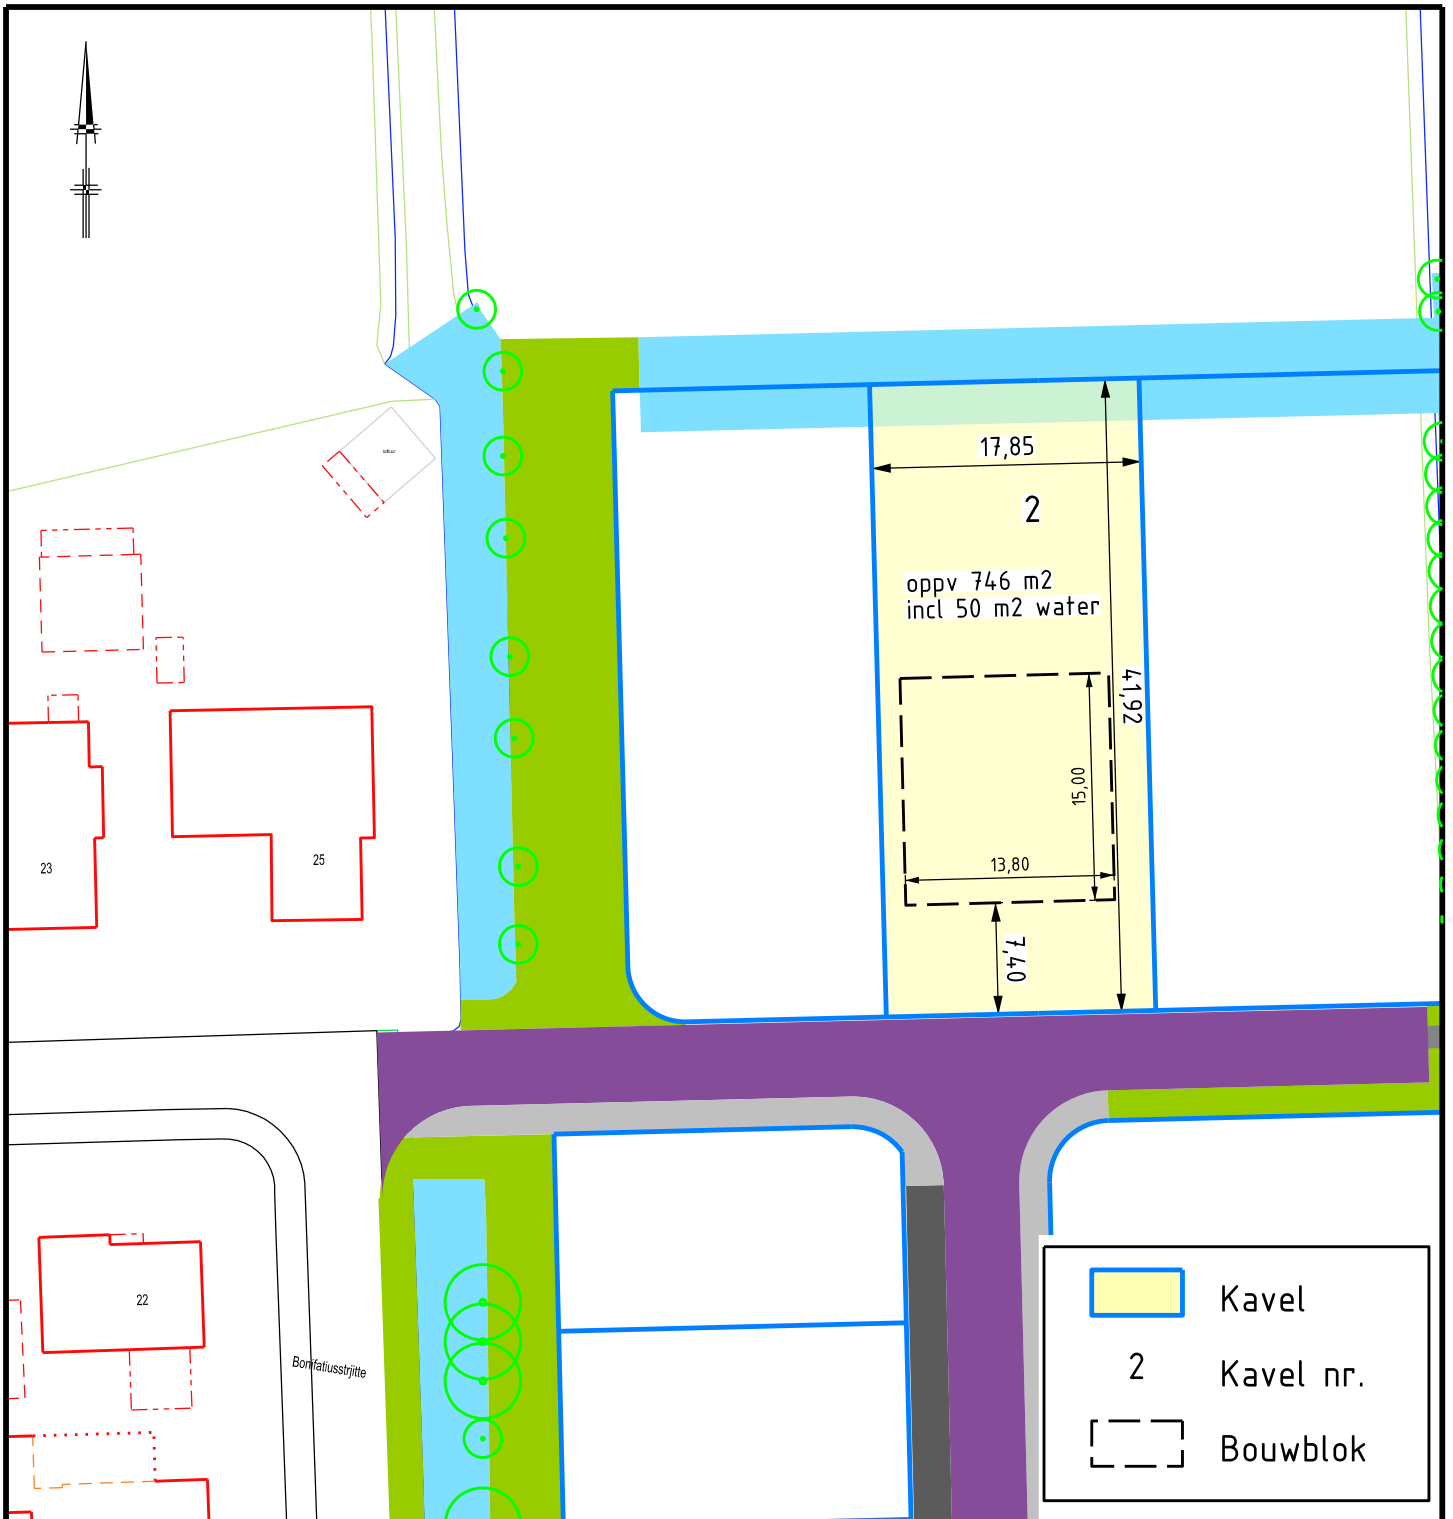 schuur
17,85
2
oppv 746 m2
incl 50 m2 water
41,92
15,00
13,80
7,40
23
25
22
Bonifatiusstrjitte
Kavel
2 Kavel nr.
Bouwblok